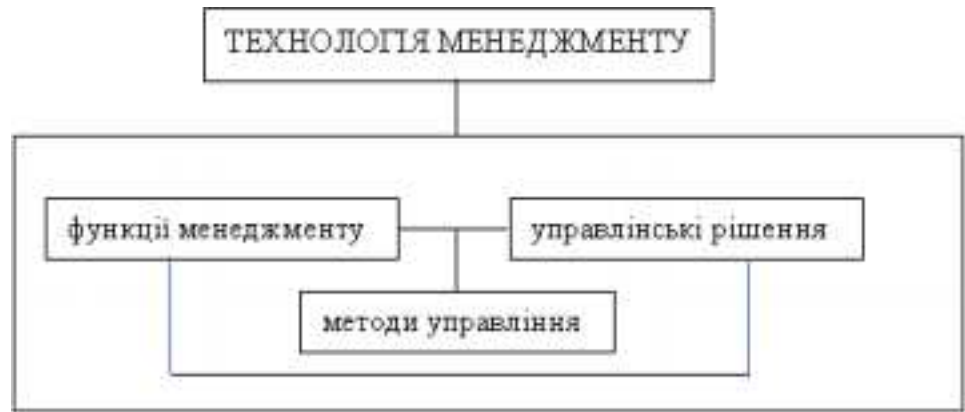 ТЕХНОЛОГІЯ МЕНЕДЖМЕНТУ
функції менеджменту
управлінські рішення
методи управління